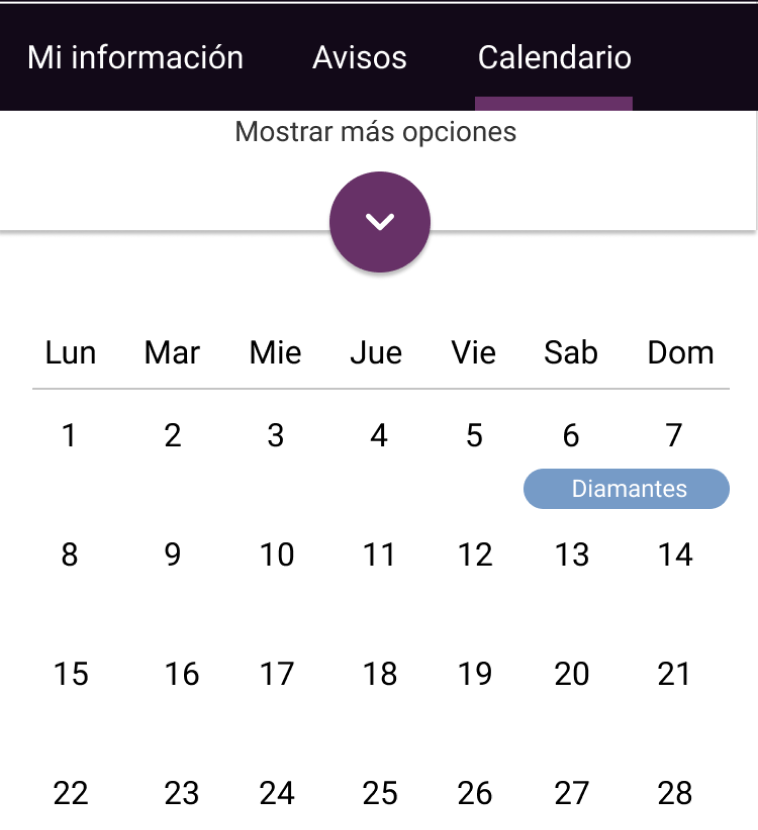 Mi información Avisos Calendario
Mostrar más opciones
Lun Mar Mie Jue Vie Sab Dom
1 2 3 4 5 6 7
Diamantes
8 9 10 11 12 13 14
15 16 17 18 19 20 21
22 23 24 25 26 27 28